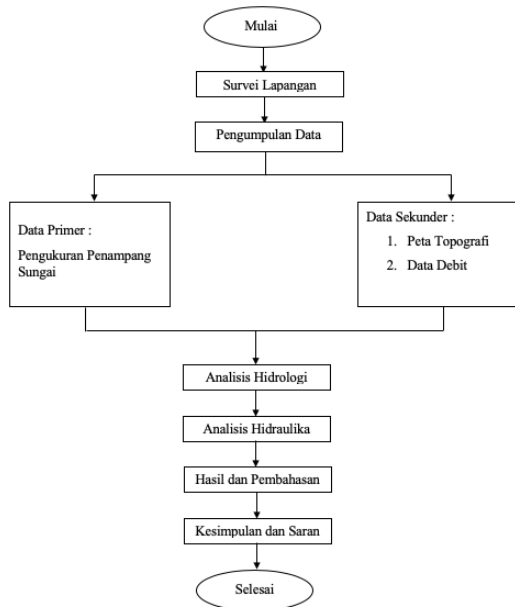 Mulai
Survei Lapangan
Pengumpulan Data
Data Primer :
Pengukuran Penampang
Sungai
Data Sekunder :
1. Peta Topografi
2. Data Debit
Analisis Hidrologi
Analisis Hidraulika
Hasil dan Pembahasan
Kesimpulan dan Saran
Selesai